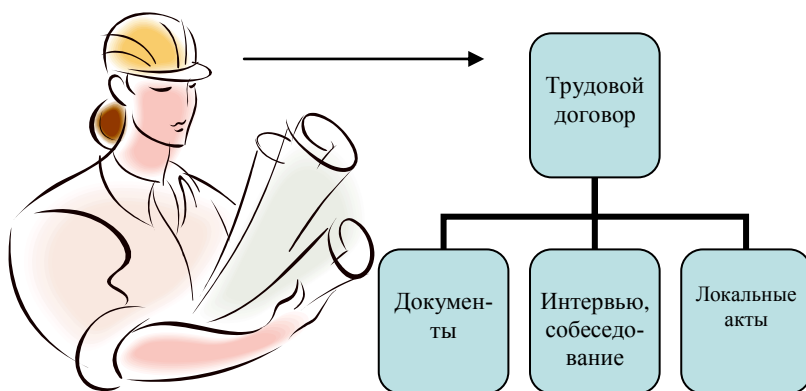 Трудовой
договор
Докумен-
ты
Интервью,
собеседо-
вание
Локальные
акты